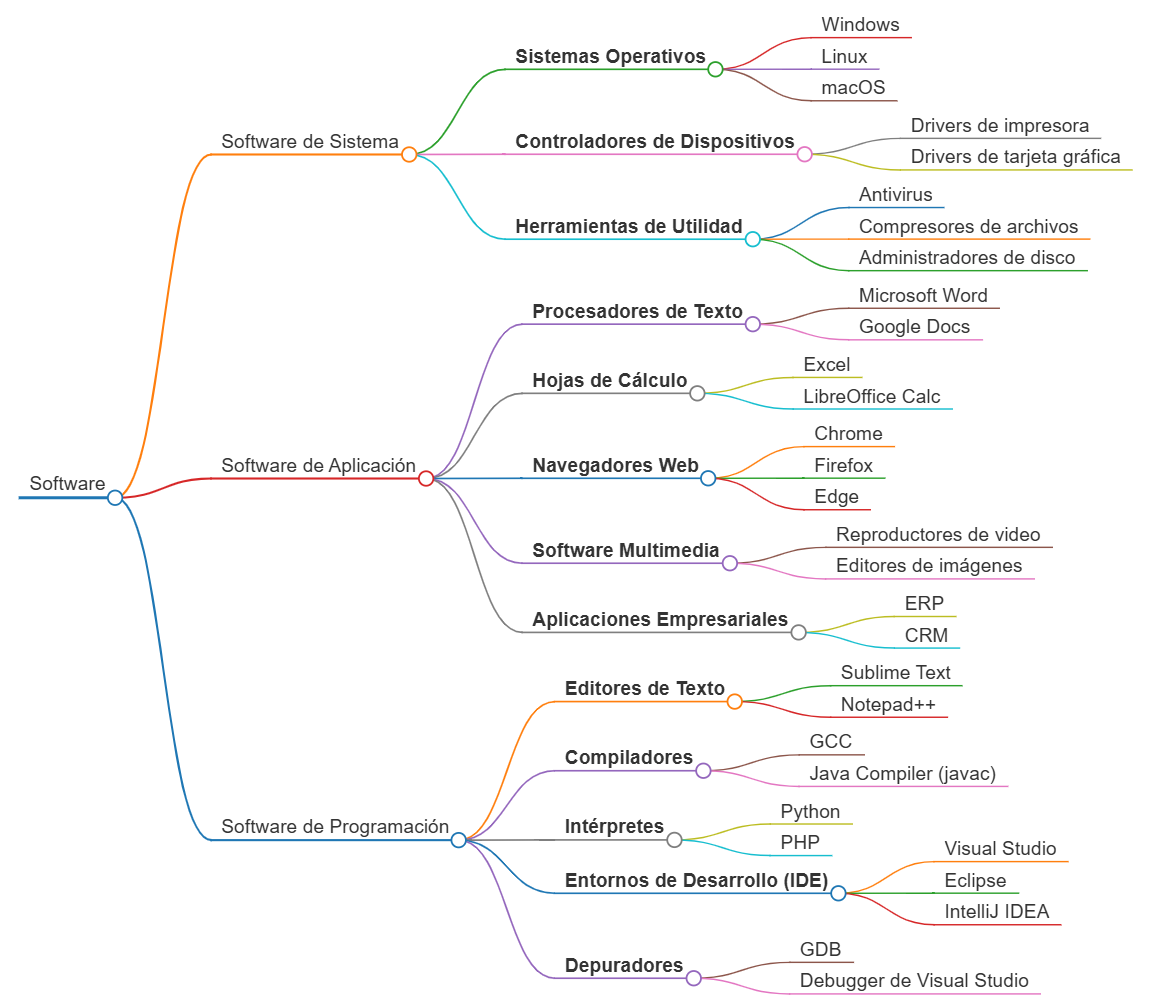 Software
Software de Sistema
Sistemas Operativos
Windows
Linux
macOS
Controladores de Dispositivos
Drivers de impresora
Drivers de tarjeta gráfica
Herramientas de Utilidad
Antivirus
Compresores de archivos
Administradores de disco
Software de Aplicación
Procesadores de Texto
Microsoft Word
Google Docs
Hojas de Cálculo
Excel
LibreOffice Calc
Navegadores Web
Chrome
Firefox
Edge
Software Multimedia
Reproductores de video
Editores de imágenes
Aplicaciones Empresariales
ERP
CRM
Software de Programación
Editores de Texto
Sublime Text
Notepad++
Compiladores
GCC
Java Compiler (javac)
Intérpretes
Python
PHP
Entornos de Desarrollo (IDE)
Visual Studio
Eclipse
IntelliJ IDEA
Depuradores
GDB
Debugger de Visual Studio